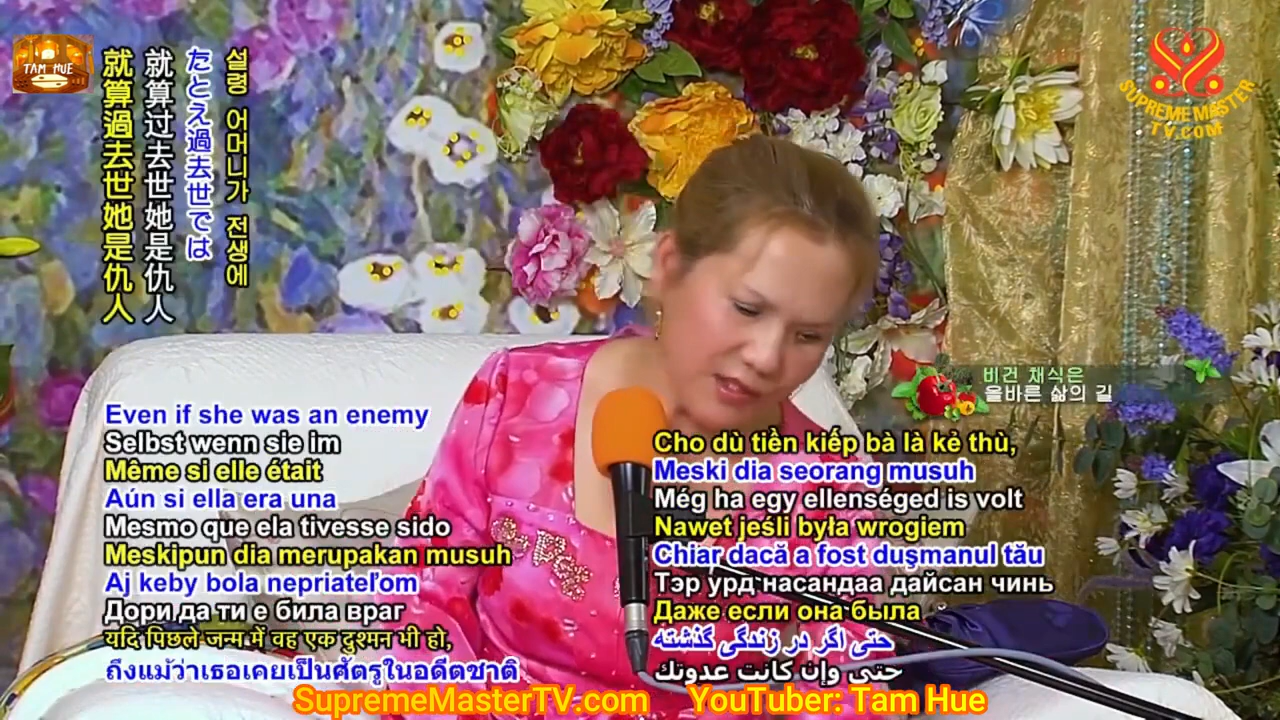 TAM HUE
SUPREME MASTER
TV.COM
설령 어머니가 전생에
たとえ過去世では
就算过去世她是仇人
就算過去世她是仇人
비건 채식은
올바른 삶의 길
Even if she was an enemy
Selbst wenn sie im
Même si elle était
Aún si ella era una
Mesmo que ela tivesse sido
Meskipun dia merupakan musuh
Aj keby bola nepriateľom
Дори да ти е била враг
यदि पिछले जन्म में वह एक दुश्मन भी हो,
ถึงแม้ว่าเธอเคยเป็นศัตรูในอดีตชาติ
Cho dù tiền kiếp bà là kẻ thù,
Meski dia seorang musuh
Még ha egy ellenséged is volt
Nawet jeśli była wrogiem
Chiar dacă a fost duşmanul tău
Тэр урд насандаа дайсан чинь
Даже если она была
حتی اگر در زندگی گذشته
حتى وإن كانت عدوتك
SupremeMasterTV.com YouTuber: Tam Hue